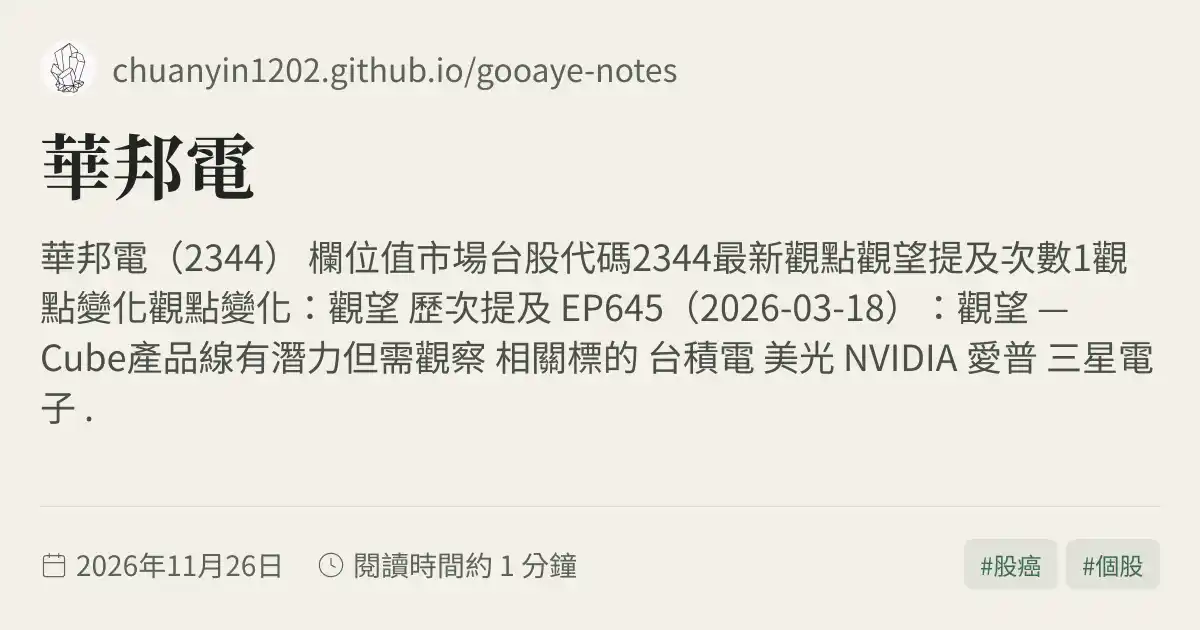 chuanyin1202.github.io/gooaye-notes
華邦電
華邦電（2344） 欄位值市場台股代碼2344最新觀點觀望提及次數1觀
點變化觀點變化：觀望 歷次提及 EP645（2026-03-18）：觀望 —
Cube產品線有潛力但需觀察 相關標的 台積電 美光 NVIDIA 愛普 三星電
子 .
2026年11月26日 閱讀時間約 1 分鐘 #股癌 #個股